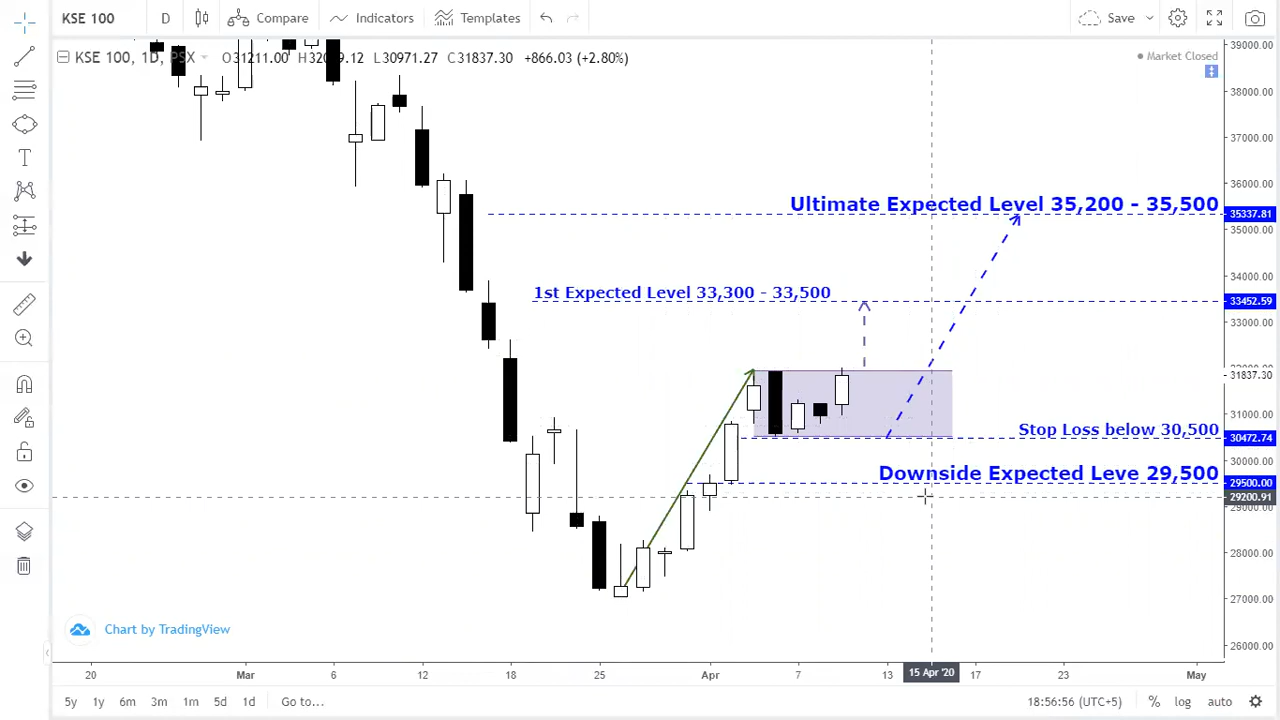 KSE 100 D Compare Indicators Templates Save
KSE 100, 1D, PSX O31211.00 H32 9.12 L30971.27 C31837.30 +866.03 (+2.80%)
Market Closed
39000.00
38000.00
37000.00
36000.00
Ultimate Expected Level 35,200 - 35,500
35337.81
35000.00
34000.00
1st Expected Level 33,300 - 33,500
33452.59
33000.00
31837.30
31000.00
Stop Loss below 30,500
30472.74
30000.00
Downside Expected Leve 29,500
29500.00
29200.91
29000.00
28000.00
27000.00
Chart by TradingView
26000.00
20 Mar 6 12 18 25 Apr 7 13 15 Apr '20 17 23 May
5y 1y 6m 3m 1m 5d 1d Go to... 18:56:56 (UTC+5) % log auto